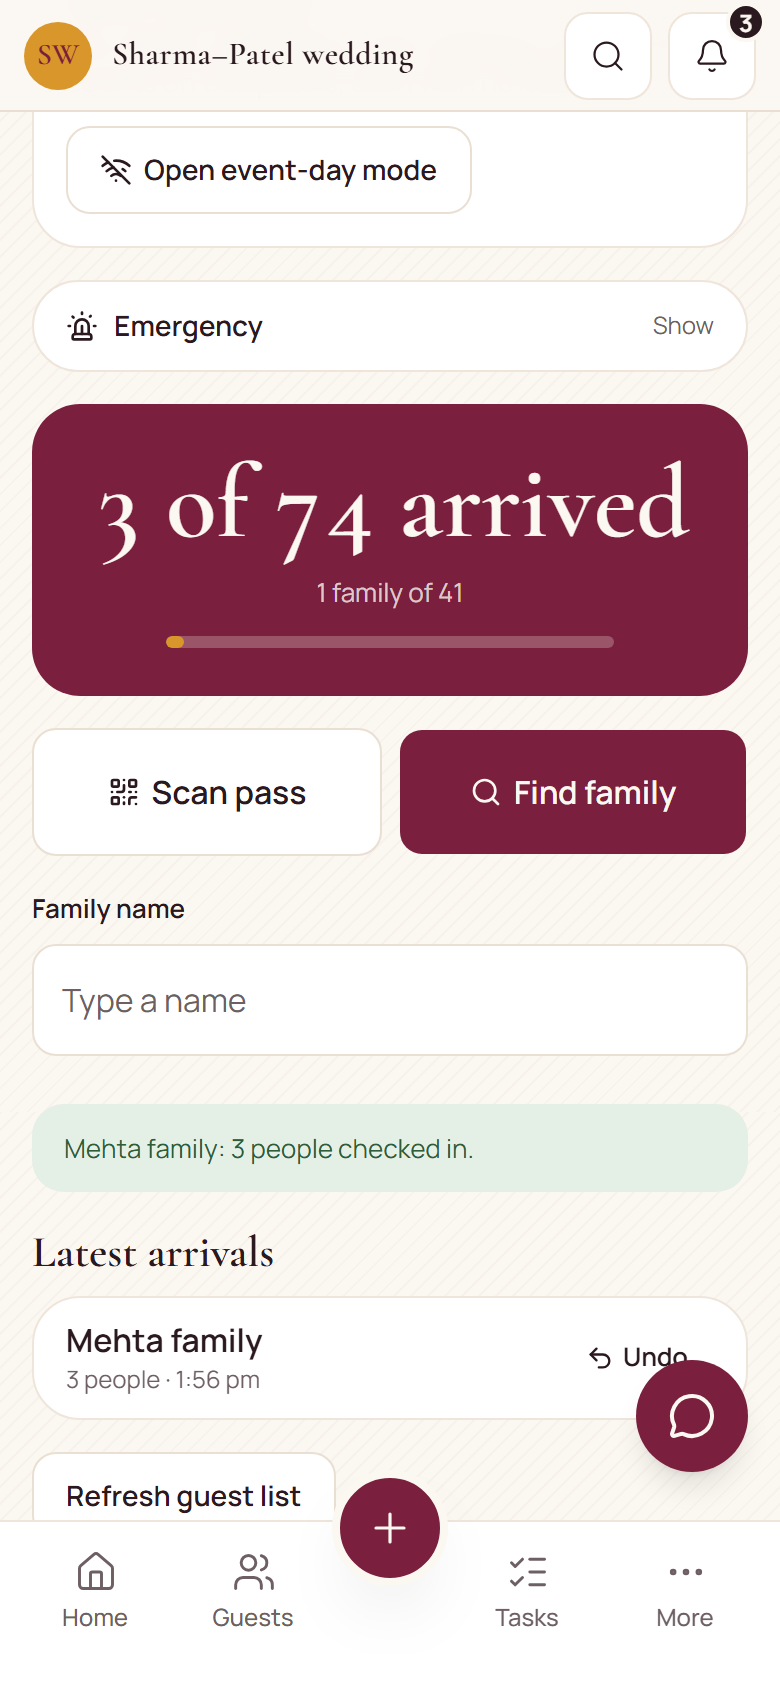 SW
Sharma–Patel wedding
3
Open event-day mode
Emergency
Show
3 of 74 arrived
1 family of 41
Scan pass
Find family
Family name
Type a name
Mehta family: 3 people checked in.
Latest arrivals
Mehta family
Undo
3 people · 1:56 pm
Refresh guest list
Home
Guests
Tasks
More